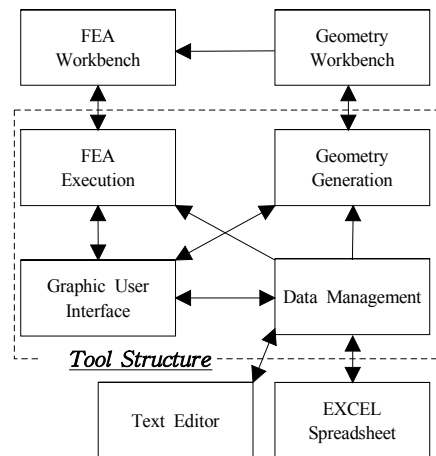 FEA
Workbench
Geometry
Workbench
FEA
Execution
Geometry
Generation
Graphic User
Interface
Data Management
Tool Structure
Text Editor
EXCEL
Spreadsheet